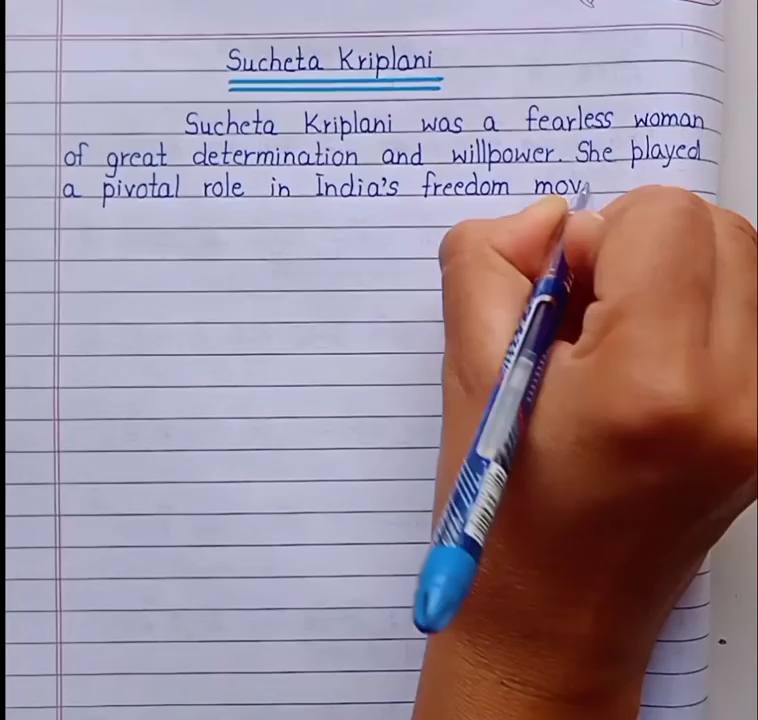 Sucheta Kriplani
Sucheta Kriplani was a fearless woman
of great determination and willpower. She played
a pivotal role in India's freedom mov